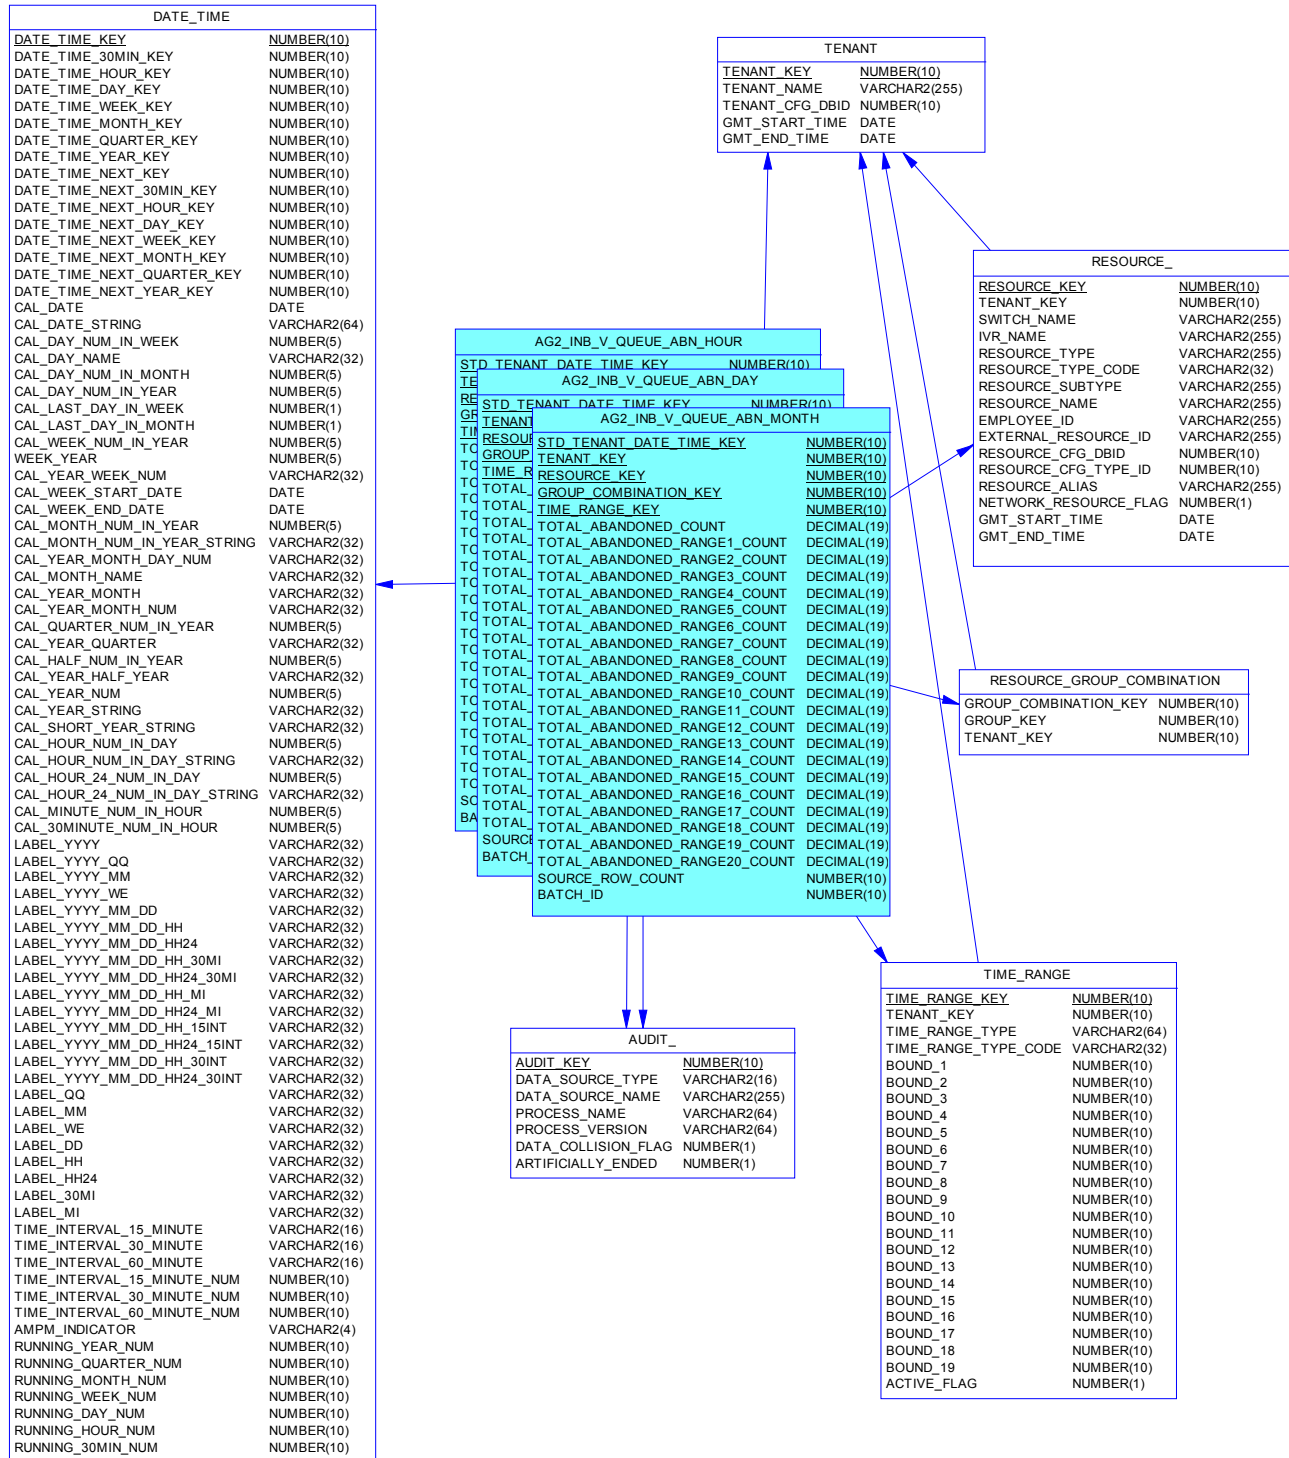 DATE_TIME
DATE_TIME_KEY NUMBER(10)
DATE_TIME_30MIN_KEY NUMBER(10)
DATE_TIME_HOUR_KEY NUMBER(10)
DATE_TIME_DAY_KEY NUMBER(10)
DATE_TIME_WEEK_KEY NUMBER(10)
DATE_TIME_MONTH_KEY NUMBER(10)
DATE_TIME_QUARTER_KEY NUMBER(10)
DATE_TIME_YEAR_KEY NUMBER(10)
DATE_TIME_NEXT_KEY NUMBER(10)
DATE_TIME_NEXT_30MIN_KEY NUMBER(10)
DATE_TIME_NEXT_HOUR_KEY NUMBER(10)
DATE_TIME_NEXT_DAY_KEY NUMBER(10)
DATE_TIME_NEXT_WEEK_KEY NUMBER(10)
DATE_TIME_NEXT_MONTH_KEY NUMBER(10)
DATE_TIME_NEXT_QUARTER_KEY NUMBER(10)
DATE_TIME_NEXT_YEAR_KEY NUMBER(10)
CAL_DATE DATE
CAL_DATE_STRING VARCHAR2(64)
CAL_DAY_NUM_IN_WEEK NUMBER(5)
CAL_DAY_NAME VARCHAR2(32)
CAL_DAY_NUM_IN_MONTH NUMBER(5)
CAL_DAY_NUM_IN_YEAR NUMBER(5)
CAL_LAST_DAY_IN_WEEK NUMBER(1)
CAL_LAST_DAY_IN_MONTH NUMBER(1)
CAL_WEEK_NUM_IN_YEAR NUMBER(5)
WEEK_YEAR NUMBER(5)
CAL_YEAR_WEEK_NUM VARCHAR2(32)
CAL_WEEK_START_DATE DATE
CAL_WEEK_END_DATE DATE
CAL_MONTH_NUM_IN_YEAR NUMBER(5)
CAL_MONTH_NUM_IN_YEAR_STRING VARCHAR2(32)
CAL_YEAR_MONTH_DAY_NUM VARCHAR2(32)
CAL_MONTH_NAME VARCHAR2(32)
CAL_YEAR_MONTH VARCHAR2(32)
CAL_YEAR_MONTH_NUM VARCHAR2(32)
CAL_QUARTER_NUM_IN_YEAR NUMBER(5)
CAL_YEAR_QUARTER VARCHAR2(32)
CAL_HALF_NUM_IN_YEAR NUMBER(5)
CAL_YEAR_HALF_YEAR VARCHAR2(32)
CAL_YEAR_NUM NUMBER(5)
CAL_YEAR_STRING VARCHAR2(32)
CAL_SHORT_YEAR_STRING VARCHAR2(32)
CAL_HOUR_NUM_IN_DAY NUMBER(5)
CAL_HOUR_NUM_IN_DAY_STRING VARCHAR2(32)
CAL_HOUR_24_NUM_IN_DAY NUMBER(5)
CAL_HOUR_24_NUM_IN_DAY_STRING VARCHAR2(32)
CAL_MINUTE_NUM_IN_HOUR NUMBER(5)
CAL_30MINUTE_NUM_IN_HOUR NUMBER(5)
LABEL_YYYY VARCHAR2(32)
LABEL_YYYY_QQ VARCHAR2(32)
LABEL_YYYY_MM VARCHAR2(32)
LABEL_YYYY_WE VARCHAR2(32)
LABEL_YYYY_MM_DD VARCHAR2(32)
LABEL_YYYY_MM_DD_HH VARCHAR2(32)
LABEL_YYYY_MM_DD_HH24 VARCHAR2(32)
LABEL_YYYY_MM_DD_HH_30MI VARCHAR2(32)
LABEL_YYYY_MM_DD_HH24_30MI VARCHAR2(32)
LABEL_YYYY_MM_DD_HH_MI VARCHAR2(32)
LABEL_YYYY_MM_DD_HH24_MI VARCHAR2(32)
LABEL_YYYY_MM_DD_HH_15INT VARCHAR2(32)
LABEL_YYYY_MM_DD_HH24_15INT VARCHAR2(32)
LABEL_YYYY_MM_DD_HH_30INT VARCHAR2(32)
LABEL_YYYY_MM_DD_HH24_30INT VARCHAR2(32)
LABEL_QQ VARCHAR2(32)
LABEL_MM VARCHAR2(32)
LABEL_WE VARCHAR2(32)
LABEL_DD VARCHAR2(32)
LABEL_HH VARCHAR2(32)
LABEL_HH24 VARCHAR2(32)
LABEL_30MI VARCHAR2(32)
LABEL_MI VARCHAR2(32)
TIME_INTERVAL_15_MINUTE VARCHAR2(16)
TIME_INTERVAL_30_MINUTE VARCHAR2(16)
TIME_INTERVAL_60_MINUTE VARCHAR2(16)
TIME_INTERVAL_15_MINUTE_NUM NUMBER(10)
TIME_INTERVAL_30_MINUTE_NUM NUMBER(10)
TIME_INTERVAL_60_MINUTE_NUM NUMBER(10)
AMPM_INDICATOR VARCHAR2(4)
RUNNING_YEAR_NUM NUMBER(10)
RUNNING_QUARTER_NUM NUMBER(10)
RUNNING_MONTH_NUM NUMBER(10)
RUNNING_WEEK_NUM NUMBER(10)
RUNNING_DAY_NUM NUMBER(10)
RUNNING_HOUR_NUM NUMBER(10)
RUNNING_30MIN_NUM NUMBER(10)
TENANT
TENANT_KEY NUMBER(10)
TENANT_NAME VARCHAR2(255)
TENANT_CFG_DBID NUMBER(10)
GMT_START_TIME DATE
GMT_END_TIME DATE
RESOURCE_
RESOURCE_KEY NUMBER(10)
TENANT_KEY NUMBER(10)
SWITCH_NAME VARCHAR2(255)
IVR_NAME VARCHAR2(255)
RESOURCE_TYPE VARCHAR2(255)
RESOURCE_TYPE_CODE VARCHAR2(32)
RESOURCE_SUBTYPE VARCHAR2(255)
RESOURCE_NAME VARCHAR2(255)
EMPLOYEE_ID VARCHAR2(255)
EXTERNAL_RESOURCE_ID VARCHAR2(255)
RESOURCE_CFG_DBID NUMBER(10)
RESOURCE_CFG_TYPE_ID NUMBER(10)
RESOURCE_ALIAS VARCHAR2(255)
NETWORK_RESOURCE_FLAG NUMBER(1)
GMT_START_TIME DATE
GMT_END_TIME DATE
AG2_INB_V_QUEUE_ABN_HOUR
STD_TENANT_DATE_TIME_KEY NUMBER(10)
AG2_INB_V_QUEUE_ABN_DAY
STD_TENANT_DATE_TIME_KEY NUMBER(10)
AG2_INB_V_QUEUE_ABN_MONTH
STD_TENANT_DATE_TIME_KEY NUMBER(10)
TENANT_KEY NUMBER(10)
RESOURCE_KEY NUMBER(10)
GROUP_COMBINATION_KEY NUMBER(10)
TIME_RANGE_KEY NUMBER(10)
TOTAL_ABANDONED_COUNT DECIMAL(19)
TOTAL_ABANDONED_RANGE1_COUNT DECIMAL(19)
TOTAL_ABANDONED_RANGE2_COUNT DECIMAL(19)
TOTAL_ABANDONED_RANGE3_COUNT DECIMAL(19)
TOTAL_ABANDONED_RANGE4_COUNT DECIMAL(19)
TOTAL_ABANDONED_RANGE5_COUNT DECIMAL(19)
TOTAL_ABANDONED_RANGE6_COUNT DECIMAL(19)
TOTAL_ABANDONED_RANGE7_COUNT DECIMAL(19)
TOTAL_ABANDONED_RANGE8_COUNT DECIMAL(19)
TOTAL_ABANDONED_RANGE9_COUNT DECIMAL(19)
TOTAL_ABANDONED_RANGE10_COUNT DECIMAL(19)
TOTAL_ABANDONED_RANGE11_COUNT DECIMAL(19)
TOTAL_ABANDONED_RANGE12_COUNT DECIMAL(19)
TOTAL_ABANDONED_RANGE13_COUNT DECIMAL(19)
TOTAL_ABANDONED_RANGE14_COUNT DECIMAL(19)
TOTAL_ABANDONED_RANGE15_COUNT DECIMAL(19)
TOTAL_ABANDONED_RANGE16_COUNT DECIMAL(19)
TOTAL_ABANDONED_RANGE17_COUNT DECIMAL(19)
TOTAL_ABANDONED_RANGE18_COUNT DECIMAL(19)
TOTAL_ABANDONED_RANGE19_COUNT DECIMAL(19)
TOTAL_ABANDONED_RANGE20_COUNT DECIMAL(19)
SOURCE_ROW_COUNT NUMBER(10)
BATCH_ID NUMBER(10)
RESOURCE_GROUP_COMBINATION
GROUP_COMBINATION_KEY NUMBER(10)
GROUP_KEY NUMBER(10)
TENANT_KEY NUMBER(10)
AUDIT_
AUDIT_KEY NUMBER(10)
DATA_SOURCE_TYPE VARCHAR2(16)
DATA_SOURCE_NAME VARCHAR2(255)
PROCESS_NAME VARCHAR2(64)
PROCESS_VERSION VARCHAR2(64)
DATA_COLLISION_FLAG NUMBER(1)
ARTIFICIALLY_ENDED NUMBER(1)
TIME_RANGE
TIME_RANGE_KEY NUMBER(10)
TENANT_KEY NUMBER(10)
TIME_RANGE_TYPE VARCHAR2(64)
TIME_RANGE_TYPE_CODE VARCHAR2(32)
BOUND_1 NUMBER(10)
BOUND_2 NUMBER(10)
BOUND_3 NUMBER(10)
BOUND_4 NUMBER(10)
BOUND_5 NUMBER(10)
BOUND_6 NUMBER(10)
BOUND_7 NUMBER(10)
BOUND_8 NUMBER(10)
BOUND_9 NUMBER(10)
BOUND_10 NUMBER(10)
BOUND_11 NUMBER(10)
BOUND_12 NUMBER(10)
BOUND_13 NUMBER(10)
BOUND_14 NUMBER(10)
BOUND_15 NUMBER(10)
BOUND_16 NUMBER(10)
BOUND_17 NUMBER(10)
BOUND_18 NUMBER(10)
BOUND_19 NUMBER(10)
ACTIVE_FLAG NUMBER(1)